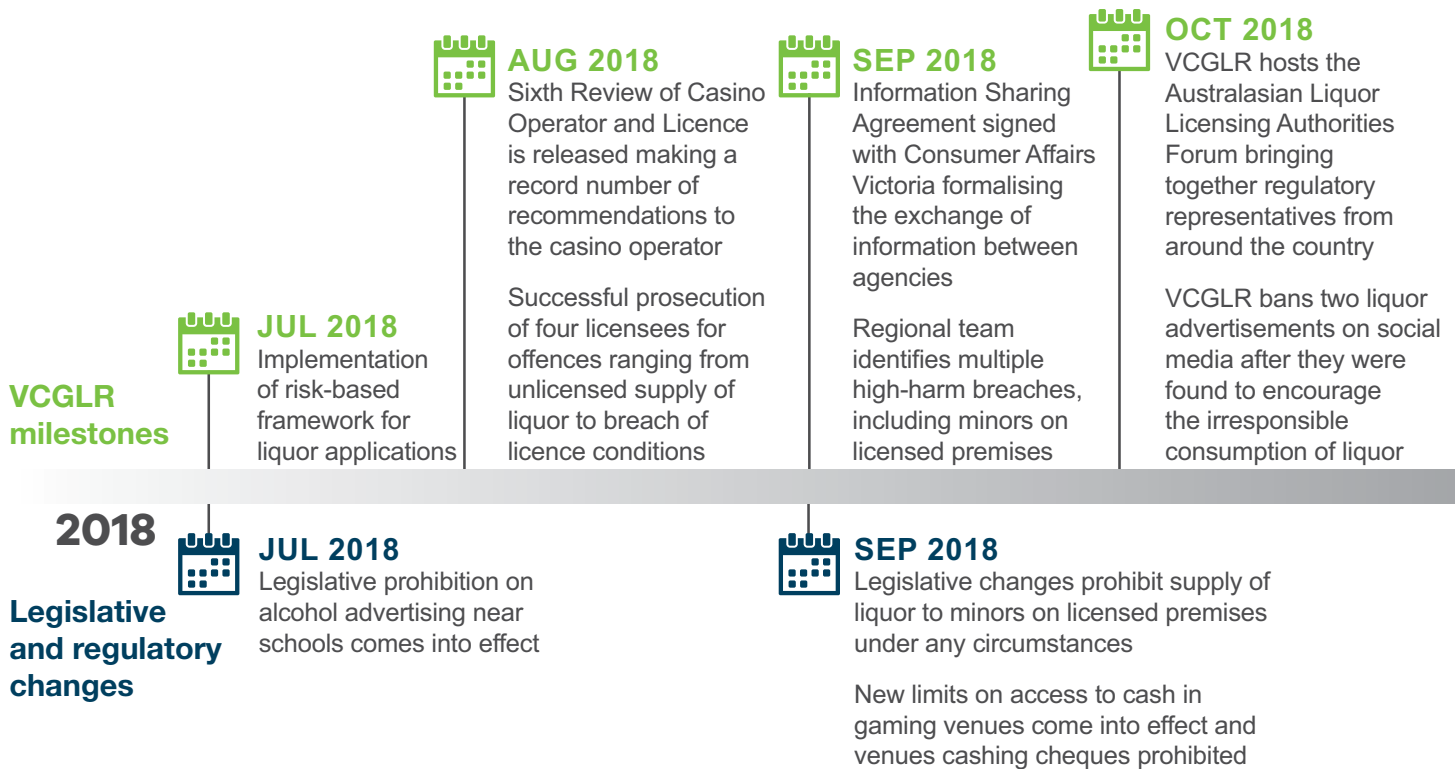 VCGLR
milestones
JUL 2018
Implementation
of risk-based
framework for
liquor applications
AUG 2018
Sixth Review of Casino
Operator and Licence
is released making a
record number of
recommendations to
the casino operator
Successful prosecution
of four licensees for
offences ranging from
unlicensed supply of
liquor to breach of
licence conditions
SEP 2018
Information Sharing
Agreement signed
with Consumer Affairs
Victoria formalising
the exchange of
information between
agencies
Regional team
identifies multiple
high-harm breaches,
including minors on
licensed premises
OCT 2018
VCGLR hosts the
Australasian Liquor
Licensing Authorities
Forum bringing
together regulatory
representatives from
around the country
VCGLR bans two liquor
advertisements on social
media after they were
found to encourage
the irresponsible
consumption of liquor
2018
Legislative
and regulatory
changes
JUL 2018
Legislative prohibition on
alcohol advertising near
schools comes into effect
SEP 2018
Legislative changes prohibit supply of
liquor to minors on licensed premises
under any circumstances
New limits on access to cash in
gaming venues come into effect and
venues cashing cheques prohibited